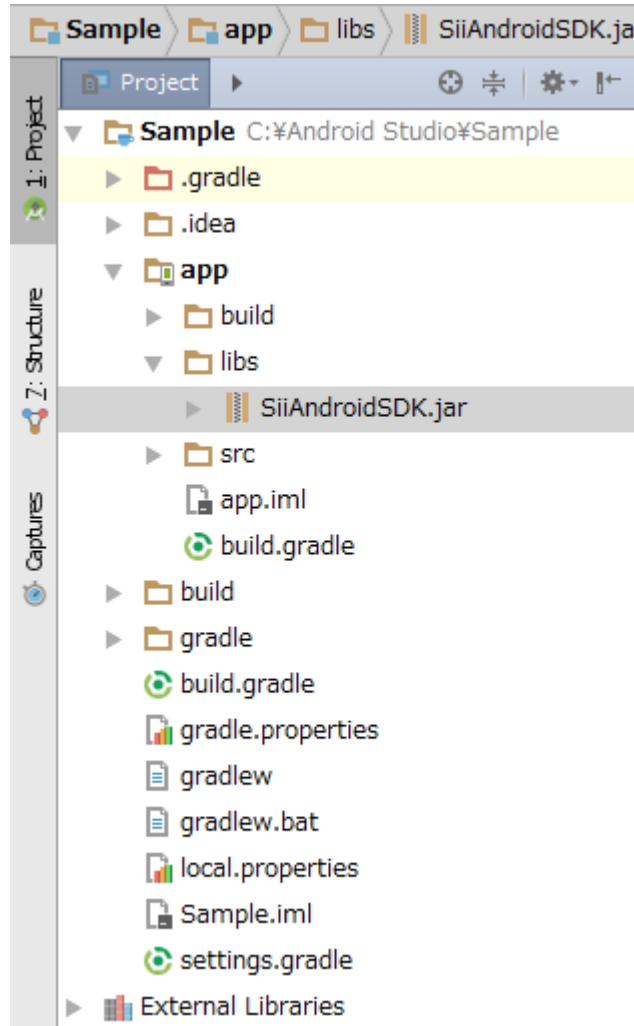 Sample app libs SiiAndroidSDK.ja
Project
1: Project
7: Structure
Captures
Sample C:¥Android Studio¥Sample
.gradle
.idea
app
build
libs
SiiAndroidSDK.jar
src
app.iml
build.gradle
build
gradle
build.gradle
gradle.properties
gradlew
gradlew.bat
local.properties
Sample.iml
settings.gradle
External Libraries